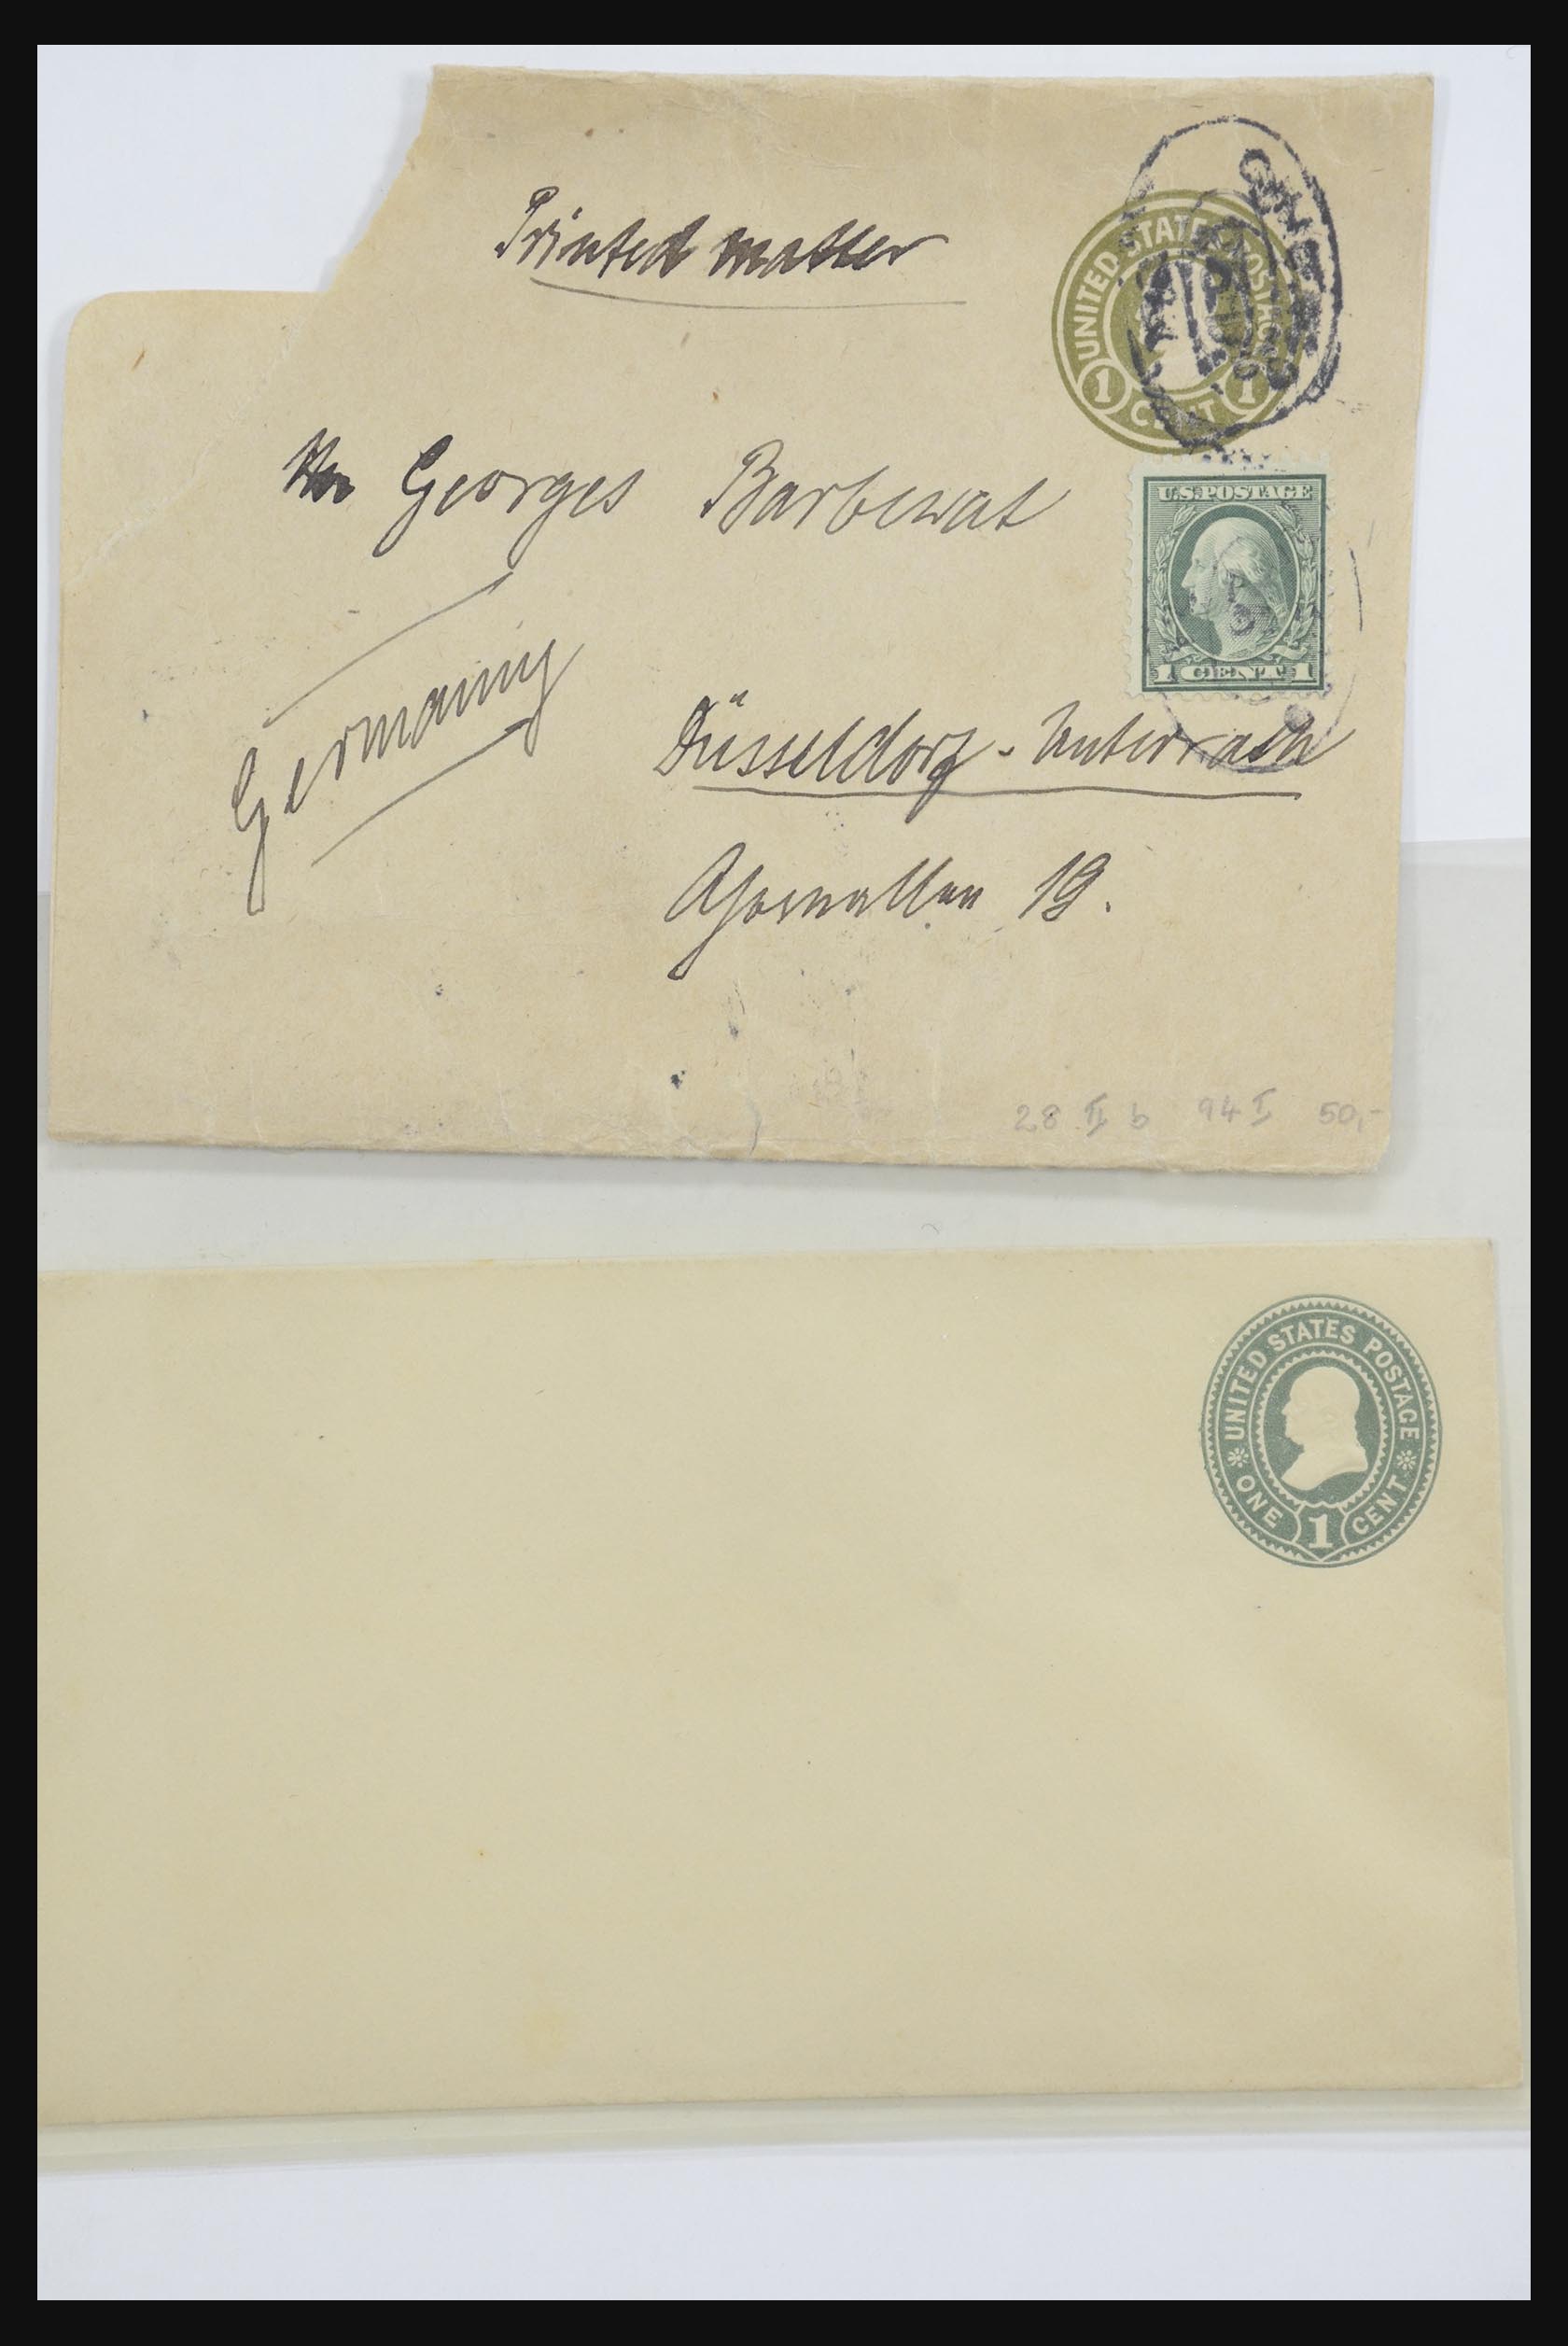 Printed matter
UNITED STATES POSTAGE
1 CENT 1
Georges Barbezat
U.S. POSTAGE
1 CENT 1
Germany
Düsseldorf - Unterrath
19.
28 II b 94 I 50,-
UNITED STATES POSTAGE
ONE 1 CENT